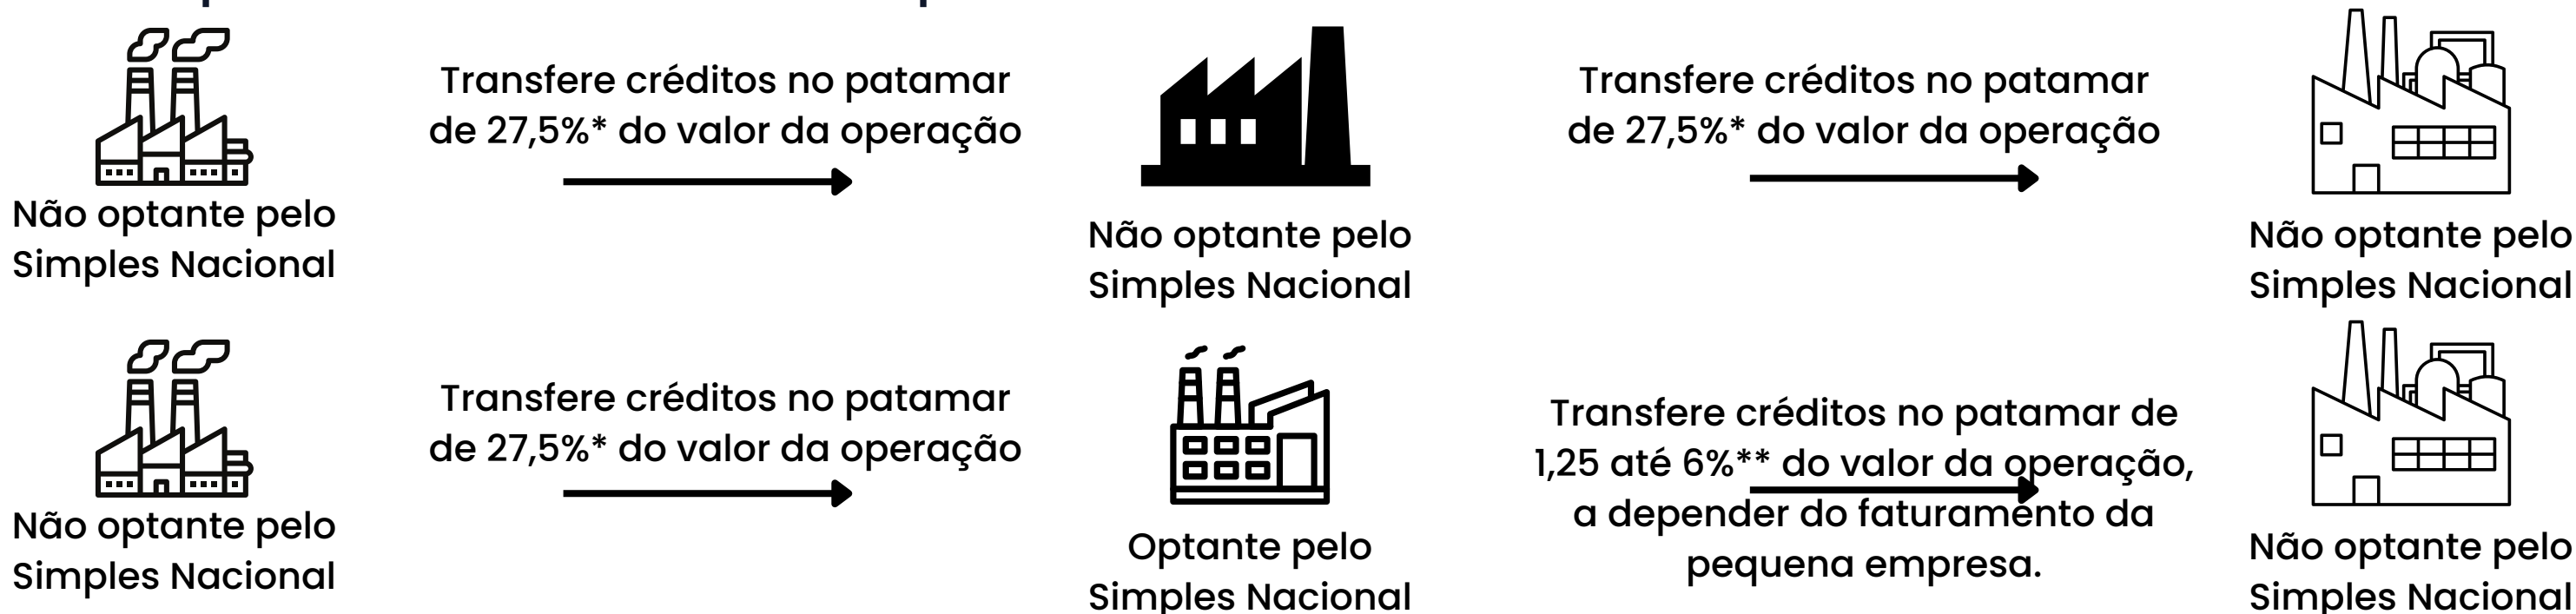 Transfere créditos no patamar
de 27,5%* do valor da operação
Transfere créditos no patamar
de 27,5%* do valor da operação
Não optante pelo
Simples Nacional
Não optante pelo
Simples Nacional
Não optante pelo
Simples Nacional
Transfere créditos no patamar
de 27,5%* do valor da operação
Transfere créditos no patamar de
1,25 até 6%** do valor da operação,
a depender do faturamento da
pequena empresa.
Não optante pelo
Simples Nacional
Optante pelo
Simples Nacional
Não optante pelo
Simples Nacional